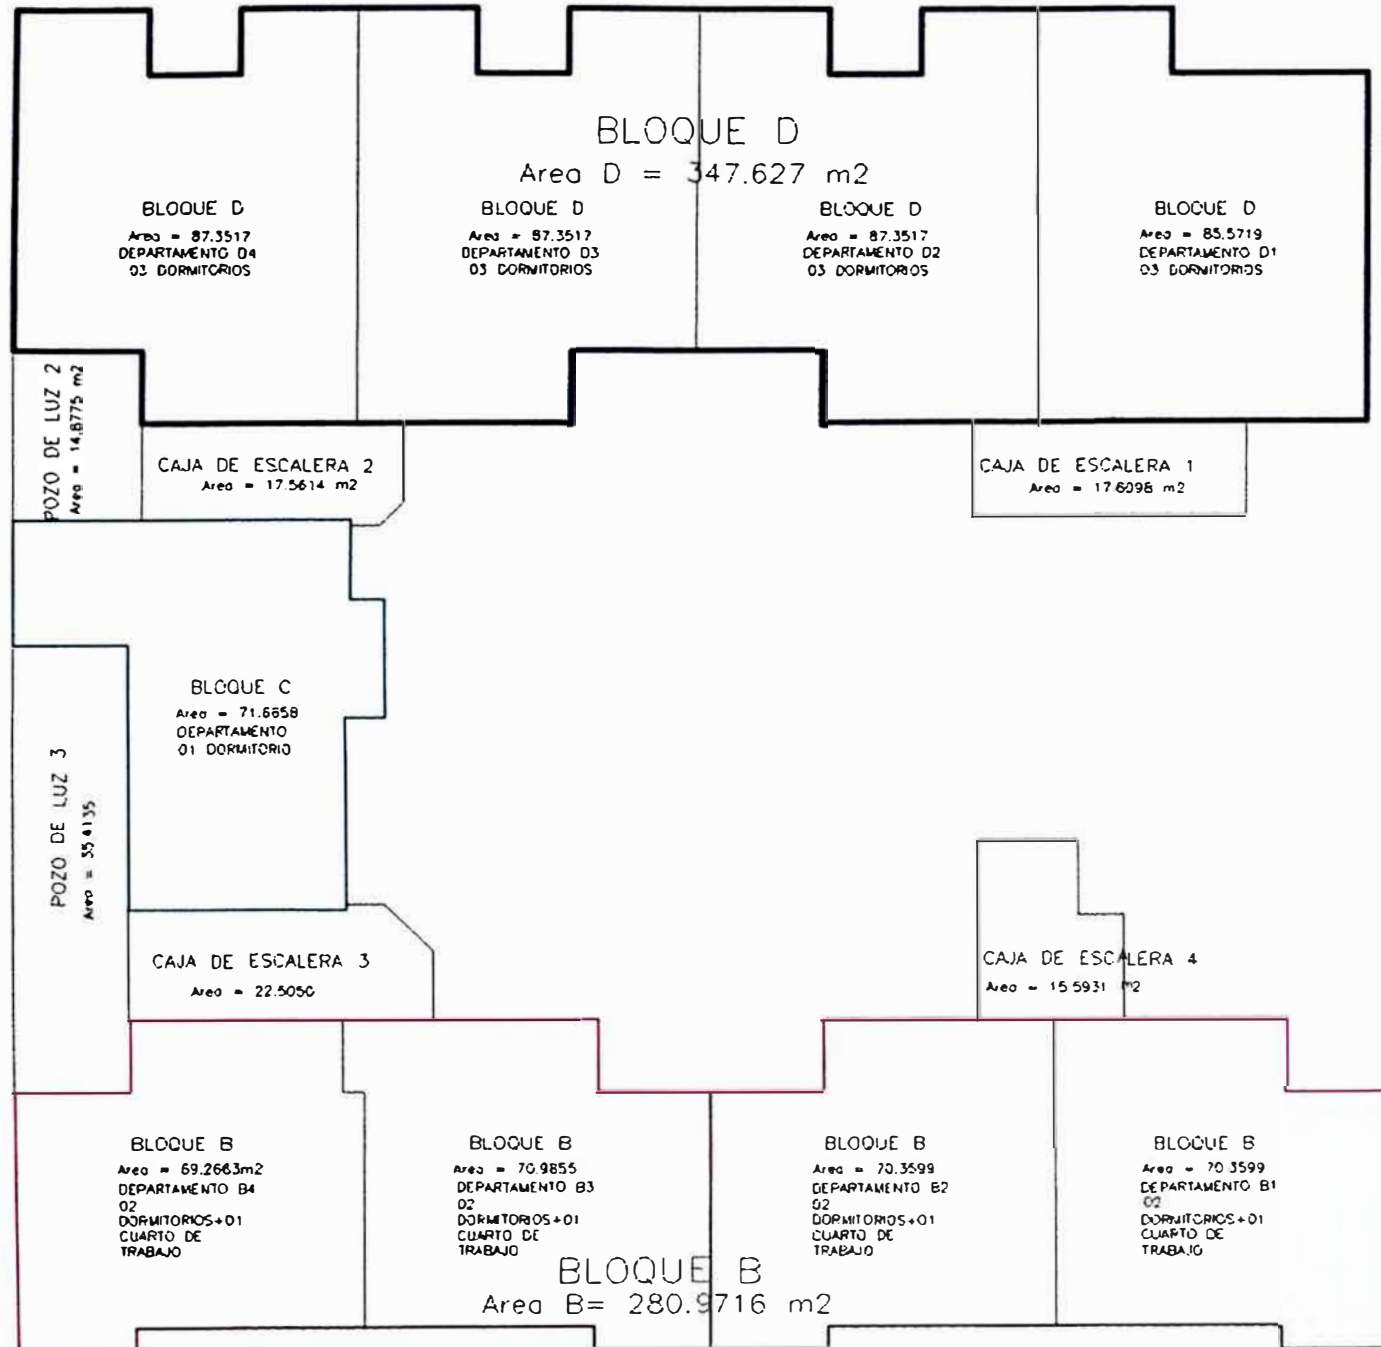 BLOQUE D
Area D = 347.627 m2
BLOQUE D
Area = 87.3517
DEPARTAMENTO D4
03 DORMITORIOS
BLOQUE D
Area = 87.3517
DEPARTAMENTO D3
03 DORMITORIOS
BLOQUE D
Area = 87.3517
DEPARTAMENTO D2
03 DORMITORIOS
BLOQUE D
Area = 85.5719
DEPARTAMENTO D1
03 DORMITORIOS
POZO DE LUZ 2
Area = 14.8775 m2
CAJA DE ESCALERA 2
Area = 17.5614 m2
CAJA DE ESCALERA 1
Area = 17.6098 m2
BLOQUE C
Area = 71.6658
DEPARTAMENTO
01 DORMITORIO
POZO DE LUZ 3
Area = 35.4135
CAJA DE ESCALERA 3
Area = 22.5050
CAJA DE ESCALERA 4
Area = 15.5931 m2
BLOQUE B
Area = 69.2663m2
DEPARTAMENTO B4
02
DORMITORIOS+01
CUARTO DE
TRABAJO
BLOQUE B
Area = 70.9855
DEPARTAMENTO B3
02
DORMITORIOS+01
CUARTO DE
TRABAJO
BLOQUE B
Area = 70.3599
DEPARTAMENTO B2
02
DORMITORIOS+01
CUARTO DE
TRABAJO
BLOQUE B
Area = 70.3599
DEPARTAMENTO B1
02
DORMITORIOS+01
CUARTO DE
TRABAJO
BLOQUE B
Area B= 280.9716 m2